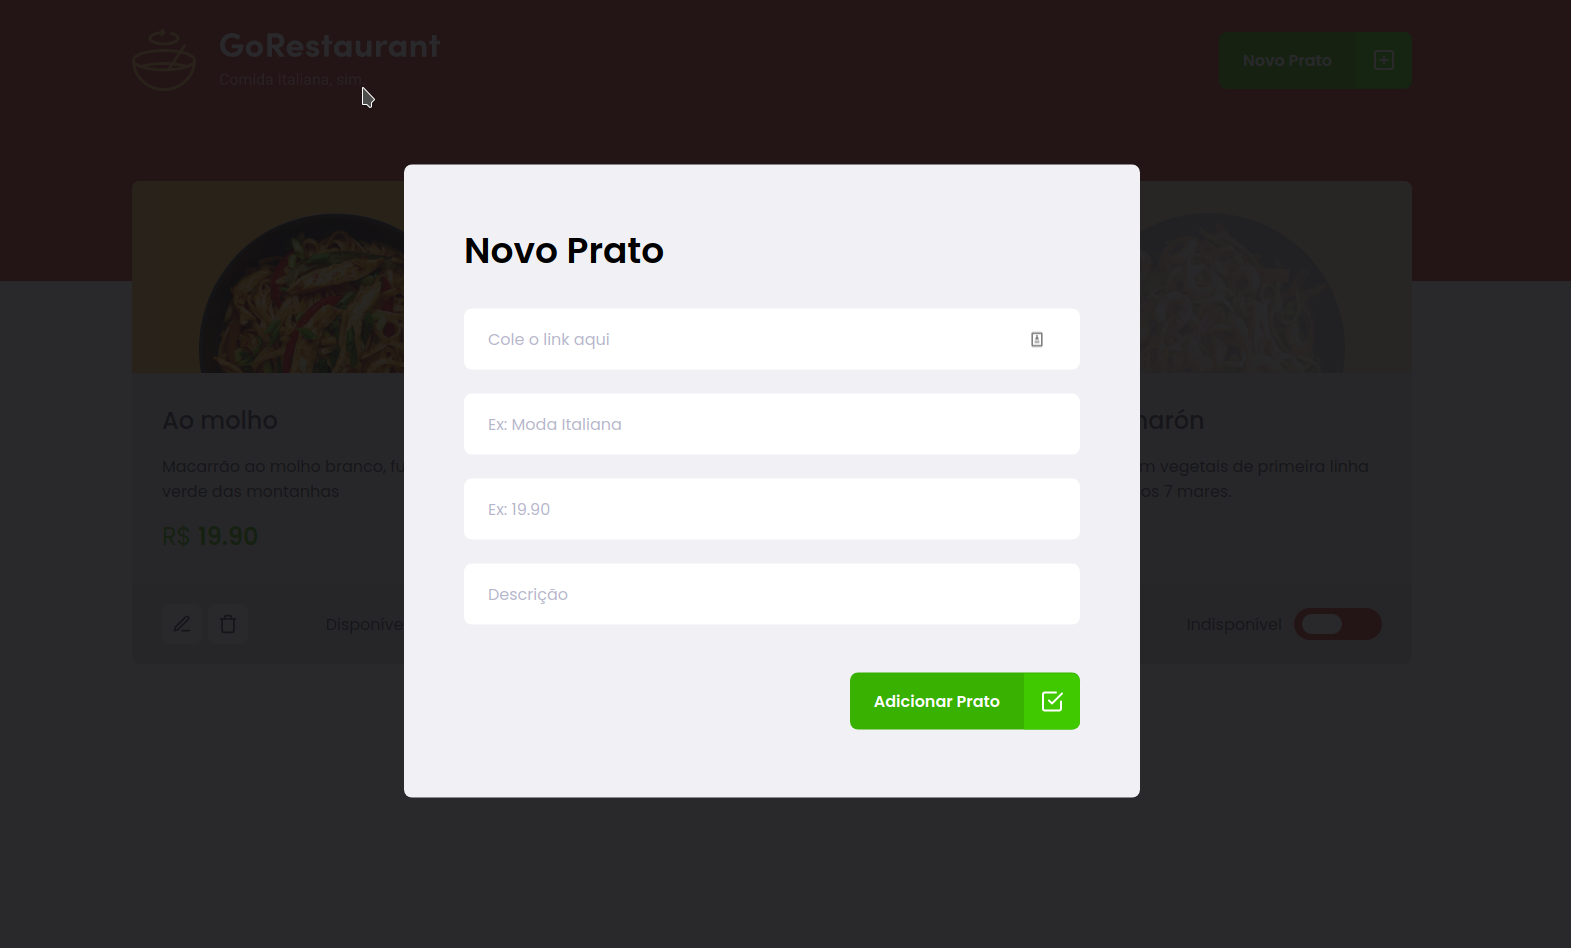 GoRestaurant
Comida Italiana, sim
Novo Prato
Novo Prato
Cole o link aqui
Ex: Moda Italiana
Ex: 19.90
Descrição
Adicionar Prato
Ao molho
Macarrão ao molho branco, fu
verde das montanhas
R$ 19.90
Disponíve
narón
m vegetais de primeira linha
os 7 mares.
Indisponível